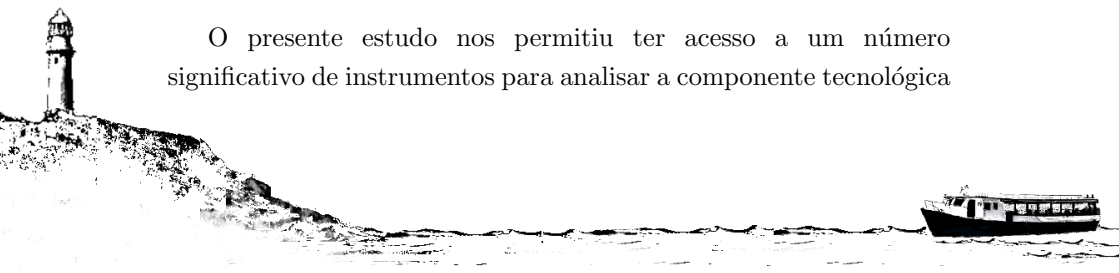 O presente estudo nos permitiu ter acesso a um número
significativo de instrumentos para analisar a componente tecnológica